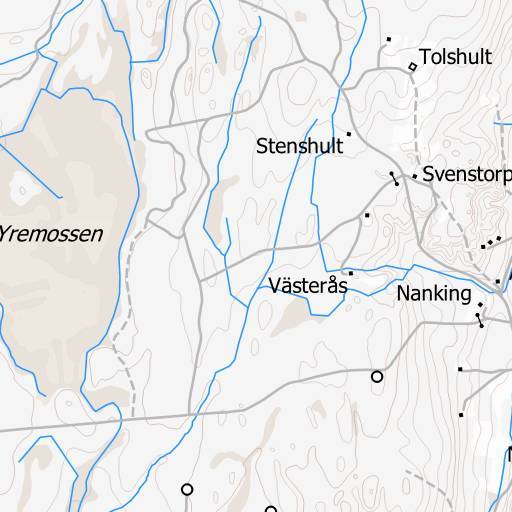 Tolshult
Stenshult
Svenstorp
Yremossen
Västerås
Nanking